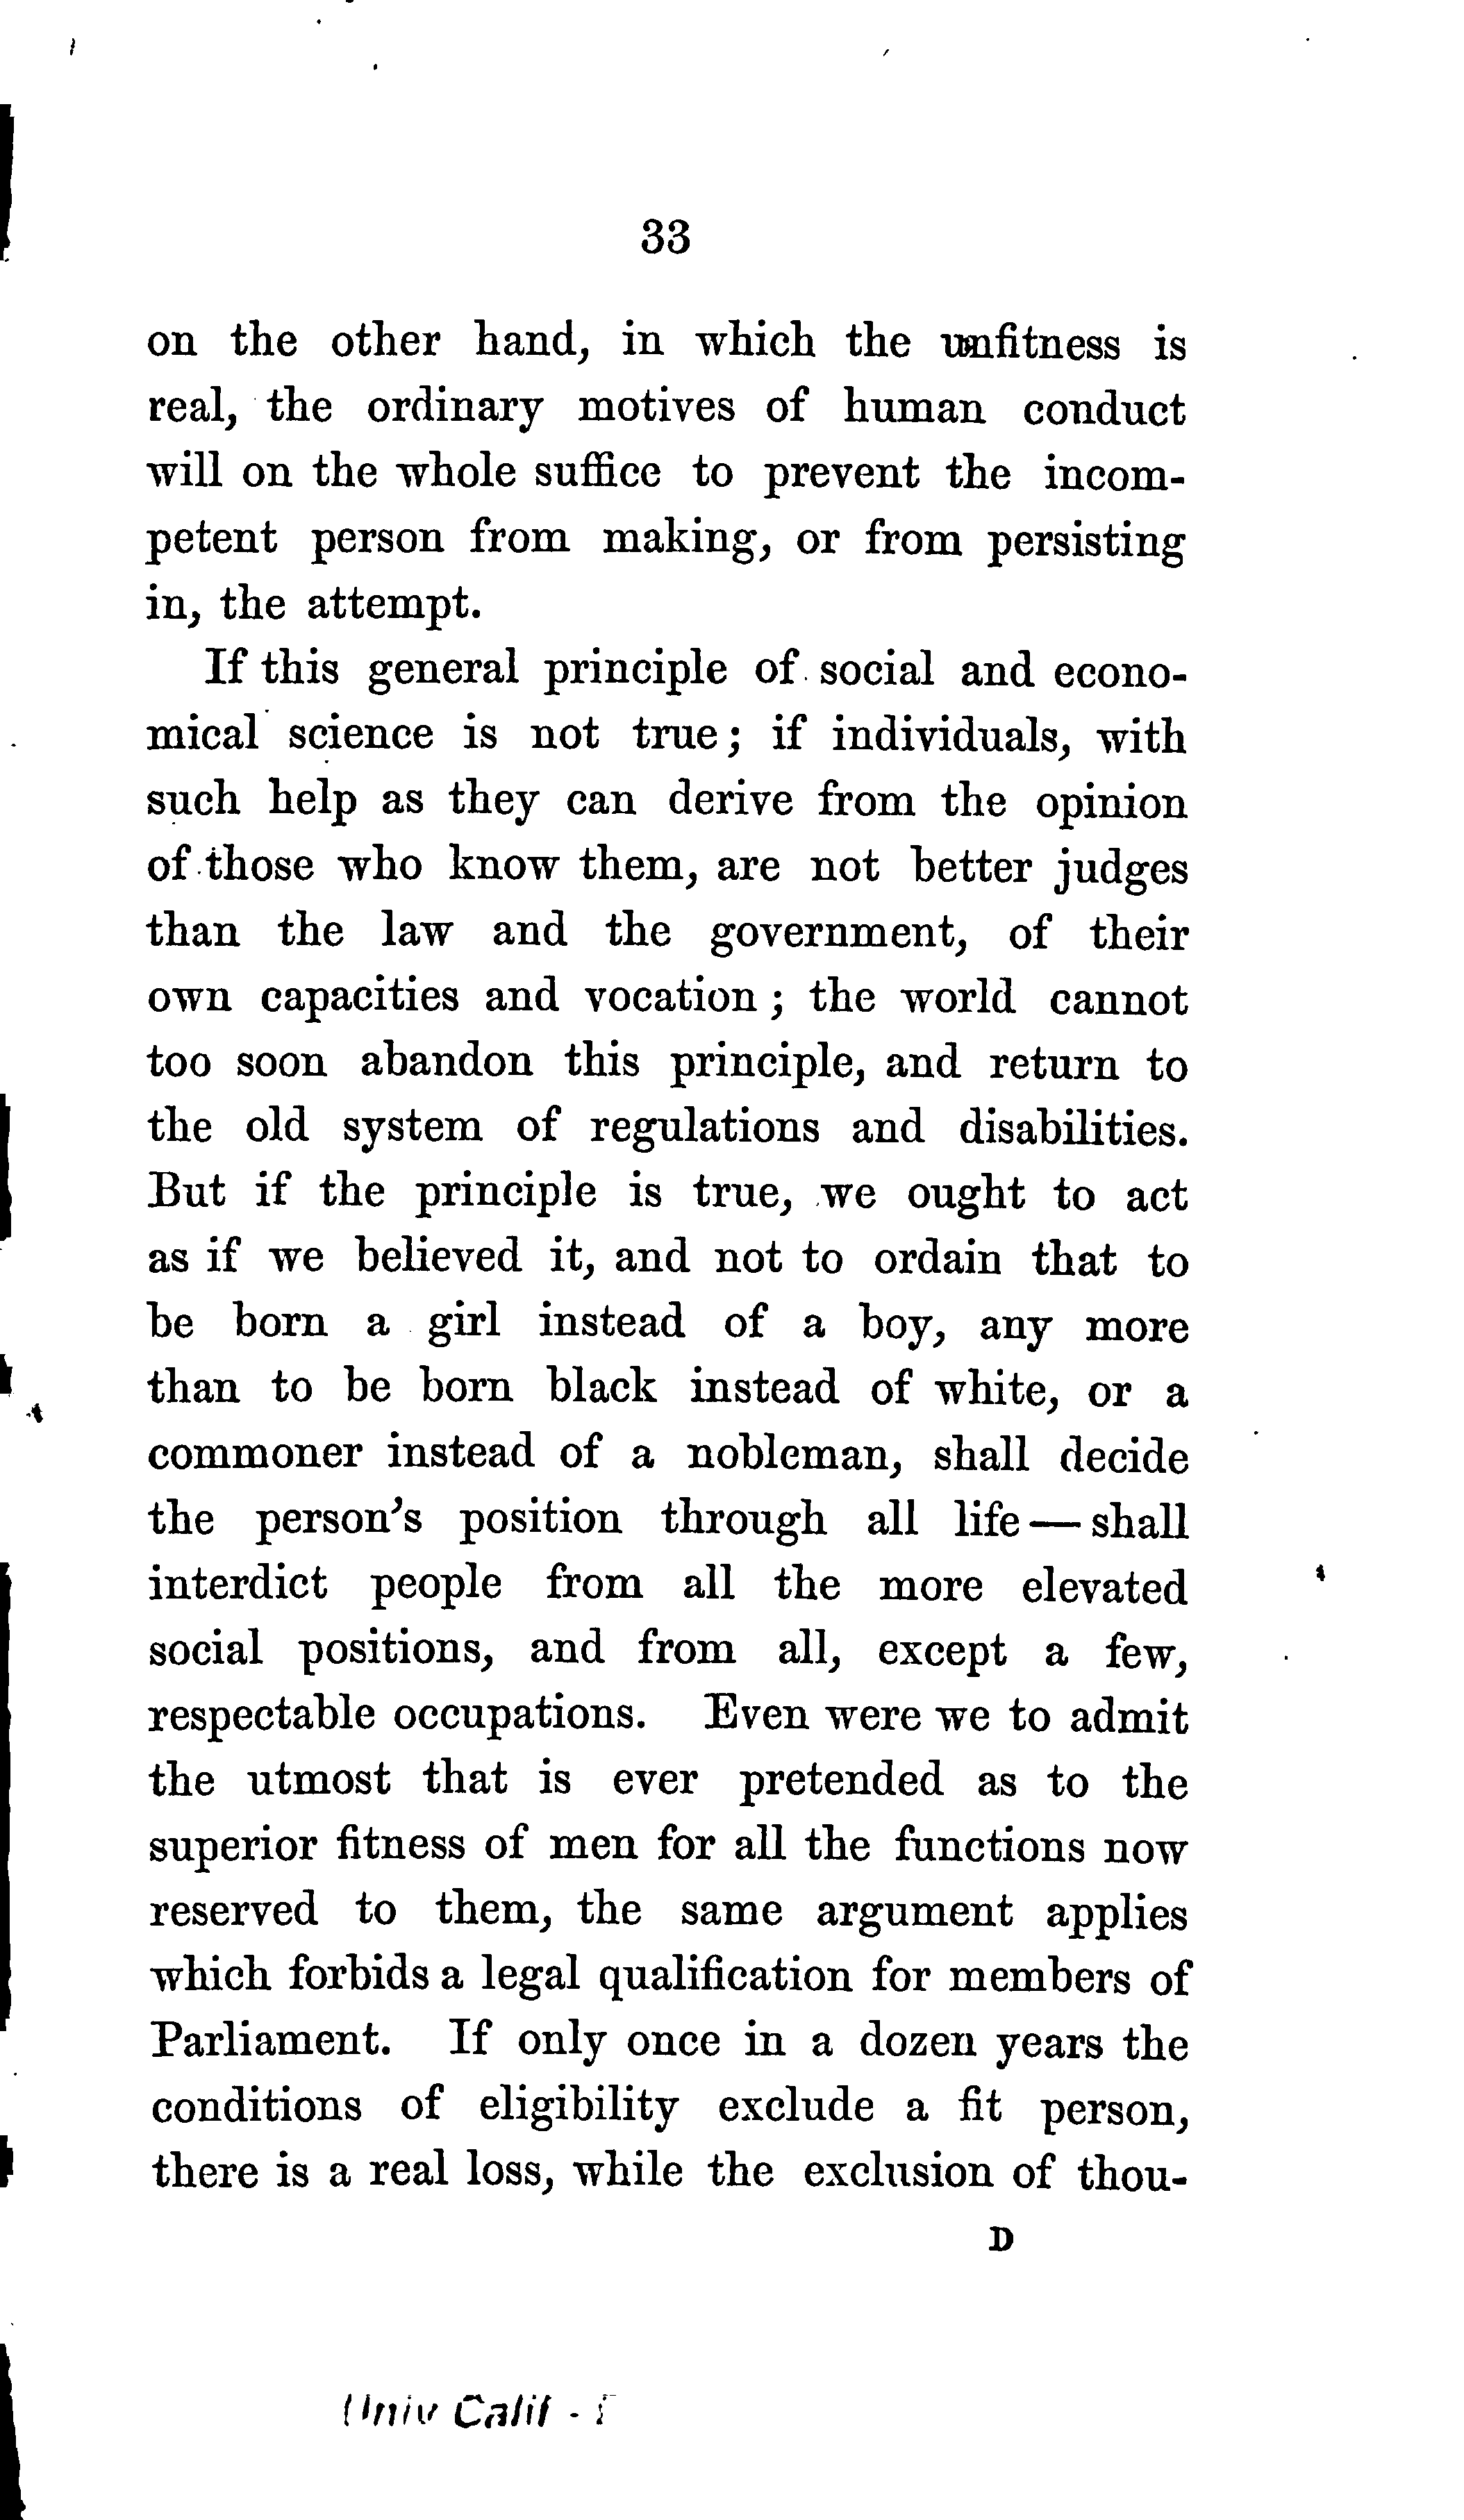 33
on the other hand, in which the unfitness is
real, the ordinary motives of human conduct
will on the whole suffice to prevent the incom-
petent person from making, or from persisting
in, the attempt.
If this general principle of social and econo-
mical science is not true; if individuals, with
such help as they can derive from the opinion
of those who know them, are not better judges
than the law and the government, of their
own capacities and vocation; the world cannot
too soon abandon this principle, and return to
the old system of regulations and disabilities.
But if the principle is true, we ought to act
as if we believed it, and not to ordain that to
be born a girl instead of a boy, any more
than to be born black instead of white, or a
commoner instead of a nobleman, shall decide
the person's position through all life—shall
interdict people from all the more elevated
social positions, and from all, except a few,
respectable occupations. Even were we to admit
the utmost that is ever pretended as to the
superior fitness of men for all the functions now
reserved to them, the same argument applies
which forbids a legal qualification for members of
Parliament. If only once in a dozen years the
conditions of eligibility exclude a fit person,
there is a real loss, while the exclusion of thou-
D
Univ Calif -